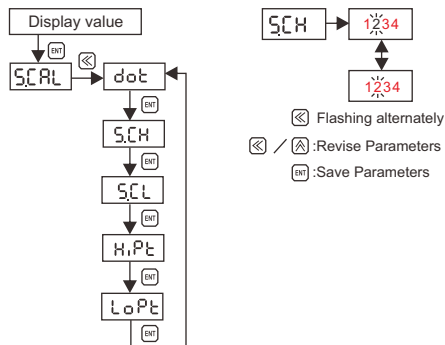 Display value
ENT
S.CAL
dot
ENT
S.CH
ENT
S.CL
ENT
HiPt
ENT
LoPt
ENT
S.CH
1234
1234
Flashing alternately
/ :Revise Parameters
ENT :Save Parameters